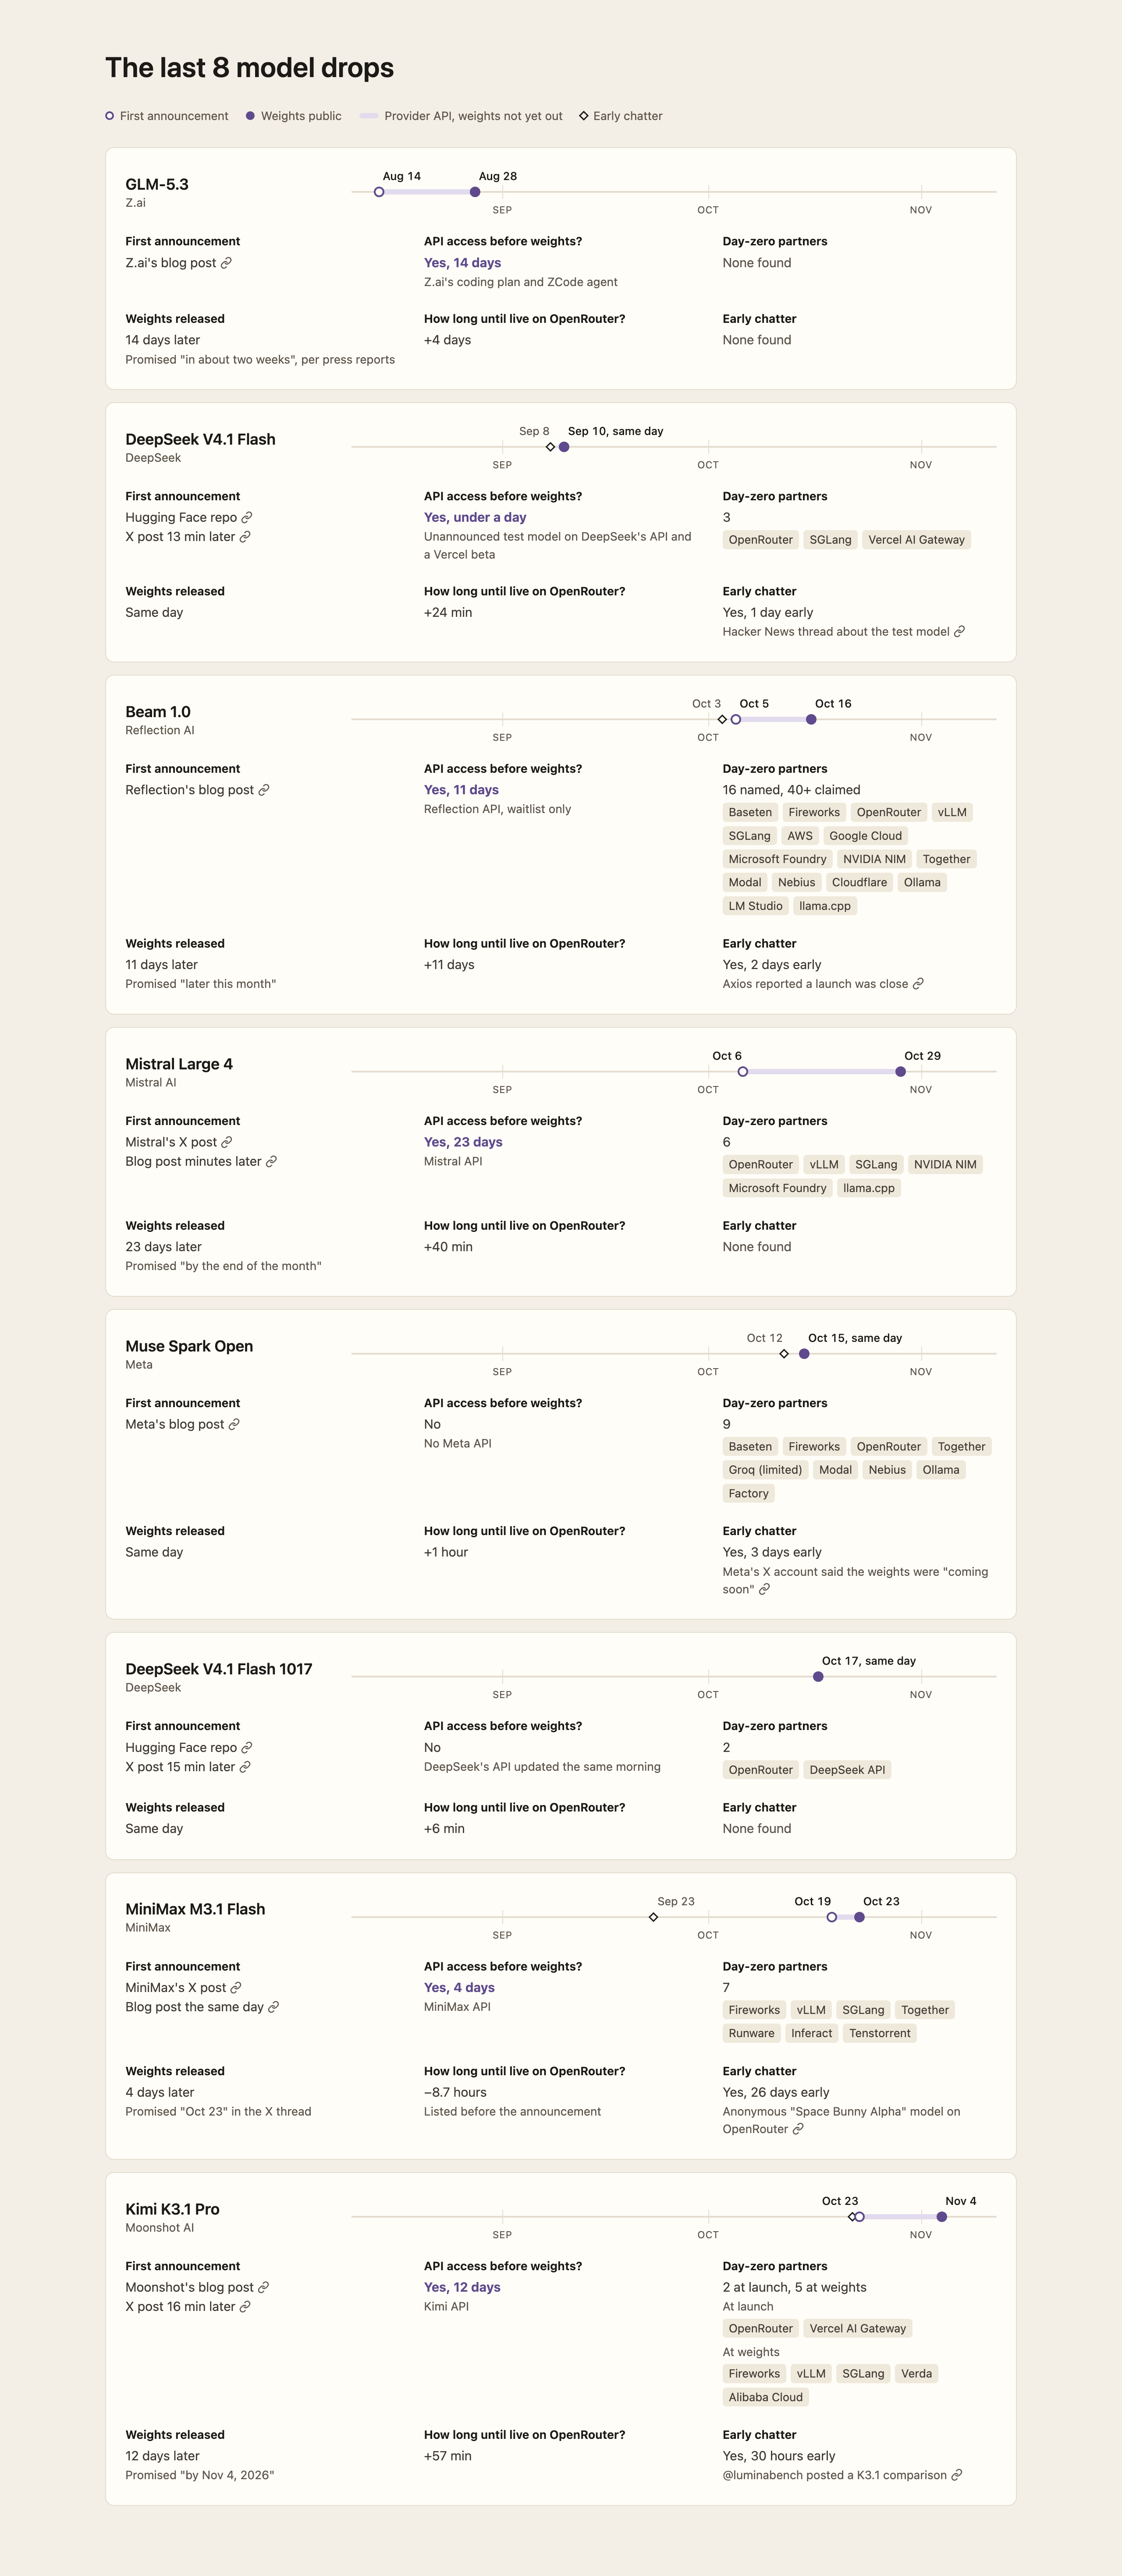 The last 8 model drops
First announcement
Weights public
Provider API, weights not yet out
Early chatter
GLM-5.3
Z.ai
Aug 14
Aug 28
SEP
OCT
NOV
First announcement
Z.ai's blog post
API access before weights?
Yes, 14 days
Z.ai's coding plan and ZCode agent
Day-zero partners
None found
Weights released
14 days later
Promised "in about two weeks", per press reports
How long until live on OpenRouter?
+4 days
Early chatter
None found
DeepSeek V4.1 Flash
DeepSeek
Sep 8
Sep 10, same day
SEP
OCT
NOV
First announcement
Hugging Face repo
X post 13 min later
API access before weights?
Yes, under a day
Unannounced test model on DeepSeek's API and
a Vercel beta
Day-zero partners
3
OpenRouter
SGLang
Vercel AI Gateway
Weights released
Same day
How long until live on OpenRouter?
+24 min
Early chatter
Yes, 1 day early
Hacker News thread about the test model
Beam 1.0
Reflection AI
Oct 3
Oct 5
Oct 16
SEP
OCT
NOV
First announcement
Reflection's blog post
API access before weights?
Yes, 11 days
Reflection API, waitlist only
Day-zero partners
16 named, 40+ claimed
Baseten
Fireworks
OpenRouter
vLLM
SGLang
AWS
Google Cloud
Microsoft Foundry
NVIDIA NIM
Together
Modal
Nebius
Cloudflare
Ollama
LM Studio
llama.cpp
Weights released
11 days later
Promised "later this month"
How long until live on OpenRouter?
+11 days
Early chatter
Yes, 2 days early
Axios reported a launch was close
Mistral Large 4
Mistral AI
Oct 6
Oct 29
SEP
OCT
NOV
First announcement
Mistral's X post
Blog post minutes later
API access before weights?
Yes, 23 days
Mistral API
Day-zero partners
6
OpenRouter
vLLM
SGLang
NVIDIA NIM
Microsoft Foundry
llama.cpp
Weights released
23 days later
Promised "by the end of the month"
How long until live on OpenRouter?
+40 min
Early chatter
None found
Muse Spark Open
Meta
Oct 12
Oct 15, same day
SEP
OCT
NOV
First announcement
Meta's blog post
API access before weights?
No
No Meta API
Day-zero partners
9
Baseten
Fireworks
OpenRouter
Together
Groq (limited)
Modal
Nebius
Ollama
Factory
Weights released
Same day
How long until live on OpenRouter?
+1 hour
Early chatter
Yes, 3 days early
Meta's X account said the weights were "coming
soon"
DeepSeek V4.1 Flash 1017
DeepSeek
Oct 17, same day
SEP
OCT
NOV
First announcement
Hugging Face repo
X post 15 min later
API access before weights?
No
DeepSeek's API updated the same morning
Day-zero partners
2
OpenRouter
DeepSeek API
Weights released
Same day
How long until live on OpenRouter?
+6 min
Early chatter
None found
MiniMax M3.1 Flash
MiniMax
Sep 23
Oct 19
Oct 23
SEP
OCT
NOV
First announcement
MiniMax's X post
Blog post the same day
API access before weights?
Yes, 4 days
MiniMax API
Day-zero partners
7
Fireworks
vLLM
SGLang
Together
Runware
Inferact
Tenstorrent
Weights released
4 days later
Promised "Oct 23" in the X thread
How long until live on OpenRouter?
−8.7 hours
Listed before the announcement
Early chatter
Yes, 26 days early
Anonymous "Space Bunny Alpha" model on
OpenRouter
Kimi K3.1 Pro
Moonshot AI
Oct 23
Nov 4
SEP
OCT
NOV
First announcement
Moonshot's blog post
X post 16 min later
API access before weights?
Yes, 12 days
Kimi API
Day-zero partners
2 at launch, 5 at weights
At launch
OpenRouter
Vercel AI Gateway
At weights
Fireworks
vLLM
SGLang
Verda
Alibaba Cloud
Weights released
12 days later
Promised "by Nov 4, 2026"
How long until live on OpenRouter?
+57 min
Early chatter
Yes, 30 hours early
@luminabench posted a K3.1 comparison